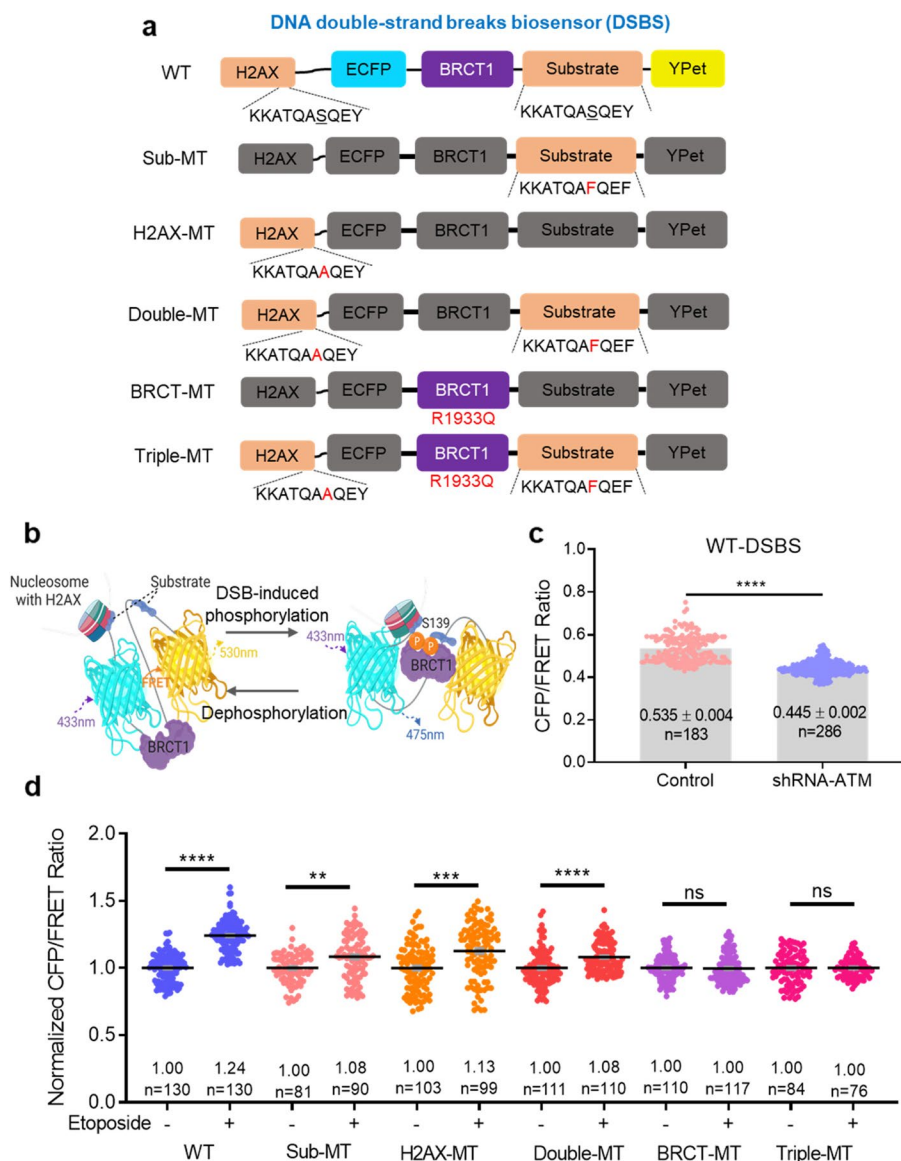 DNA double-strand breaks biosensor (DSBS)
a
WT
H2AX
ECFP
BRCT1
Substrate
YPet
KKATQASQEY
KKATQASQEY
Sub-MT
H2AX
ECFP
BRCT1
Substrate
YPet
KKATQAFQEF
H2AX-MT
H2AX
ECFP
BRCT1
Substrate
YPet
KKATQAAQEY
Double-MT
H2AX
ECFP
BRCT1
Substrate
YPet
KKATQAAQEY
KKATQAFQEF
BRCT-MT
H2AX
ECFP
BRCT1
Substrate
YPet
R1933Q
Triple-MT
H2AX
ECFP
BRCT1
Substrate
YPet
KKATQAAQEY
R1933Q
KKATQAFQEF
b
Nucleosome
with H2AX
Substrate
DSB-induced
phosphorylation
Dephosphorylation
433nm
FRET
530nm
BRCT1
433nm
S139
P
P
BRCT1
475nm
c
WT-DSBS
****
CFP/FRET Ratio
1.0
0.8
0.6
0.4
0.2
0.0
0.535 ± 0.004
n=183
0.445 ± 0.002
n=286
Control
shRNA-ATM
d
Normalized CFP/FRET Ratio
2.0
1.5
1.0
0.5
0.0
****
**
***
****
ns
ns
1.00 1.24 1.00 1.08 1.00 1.13 1.00 1.08 1.00 1.00 1.00 1.00
n=130 n=130 n=81 n=90 n=103 n=99 n=111 n=110 n=110 n=117 n=84 n=76
Etoposide - + - + - + - + - + - +
WT Sub-MT H2AX-MT Double-MT BRCT-MT Triple-MT